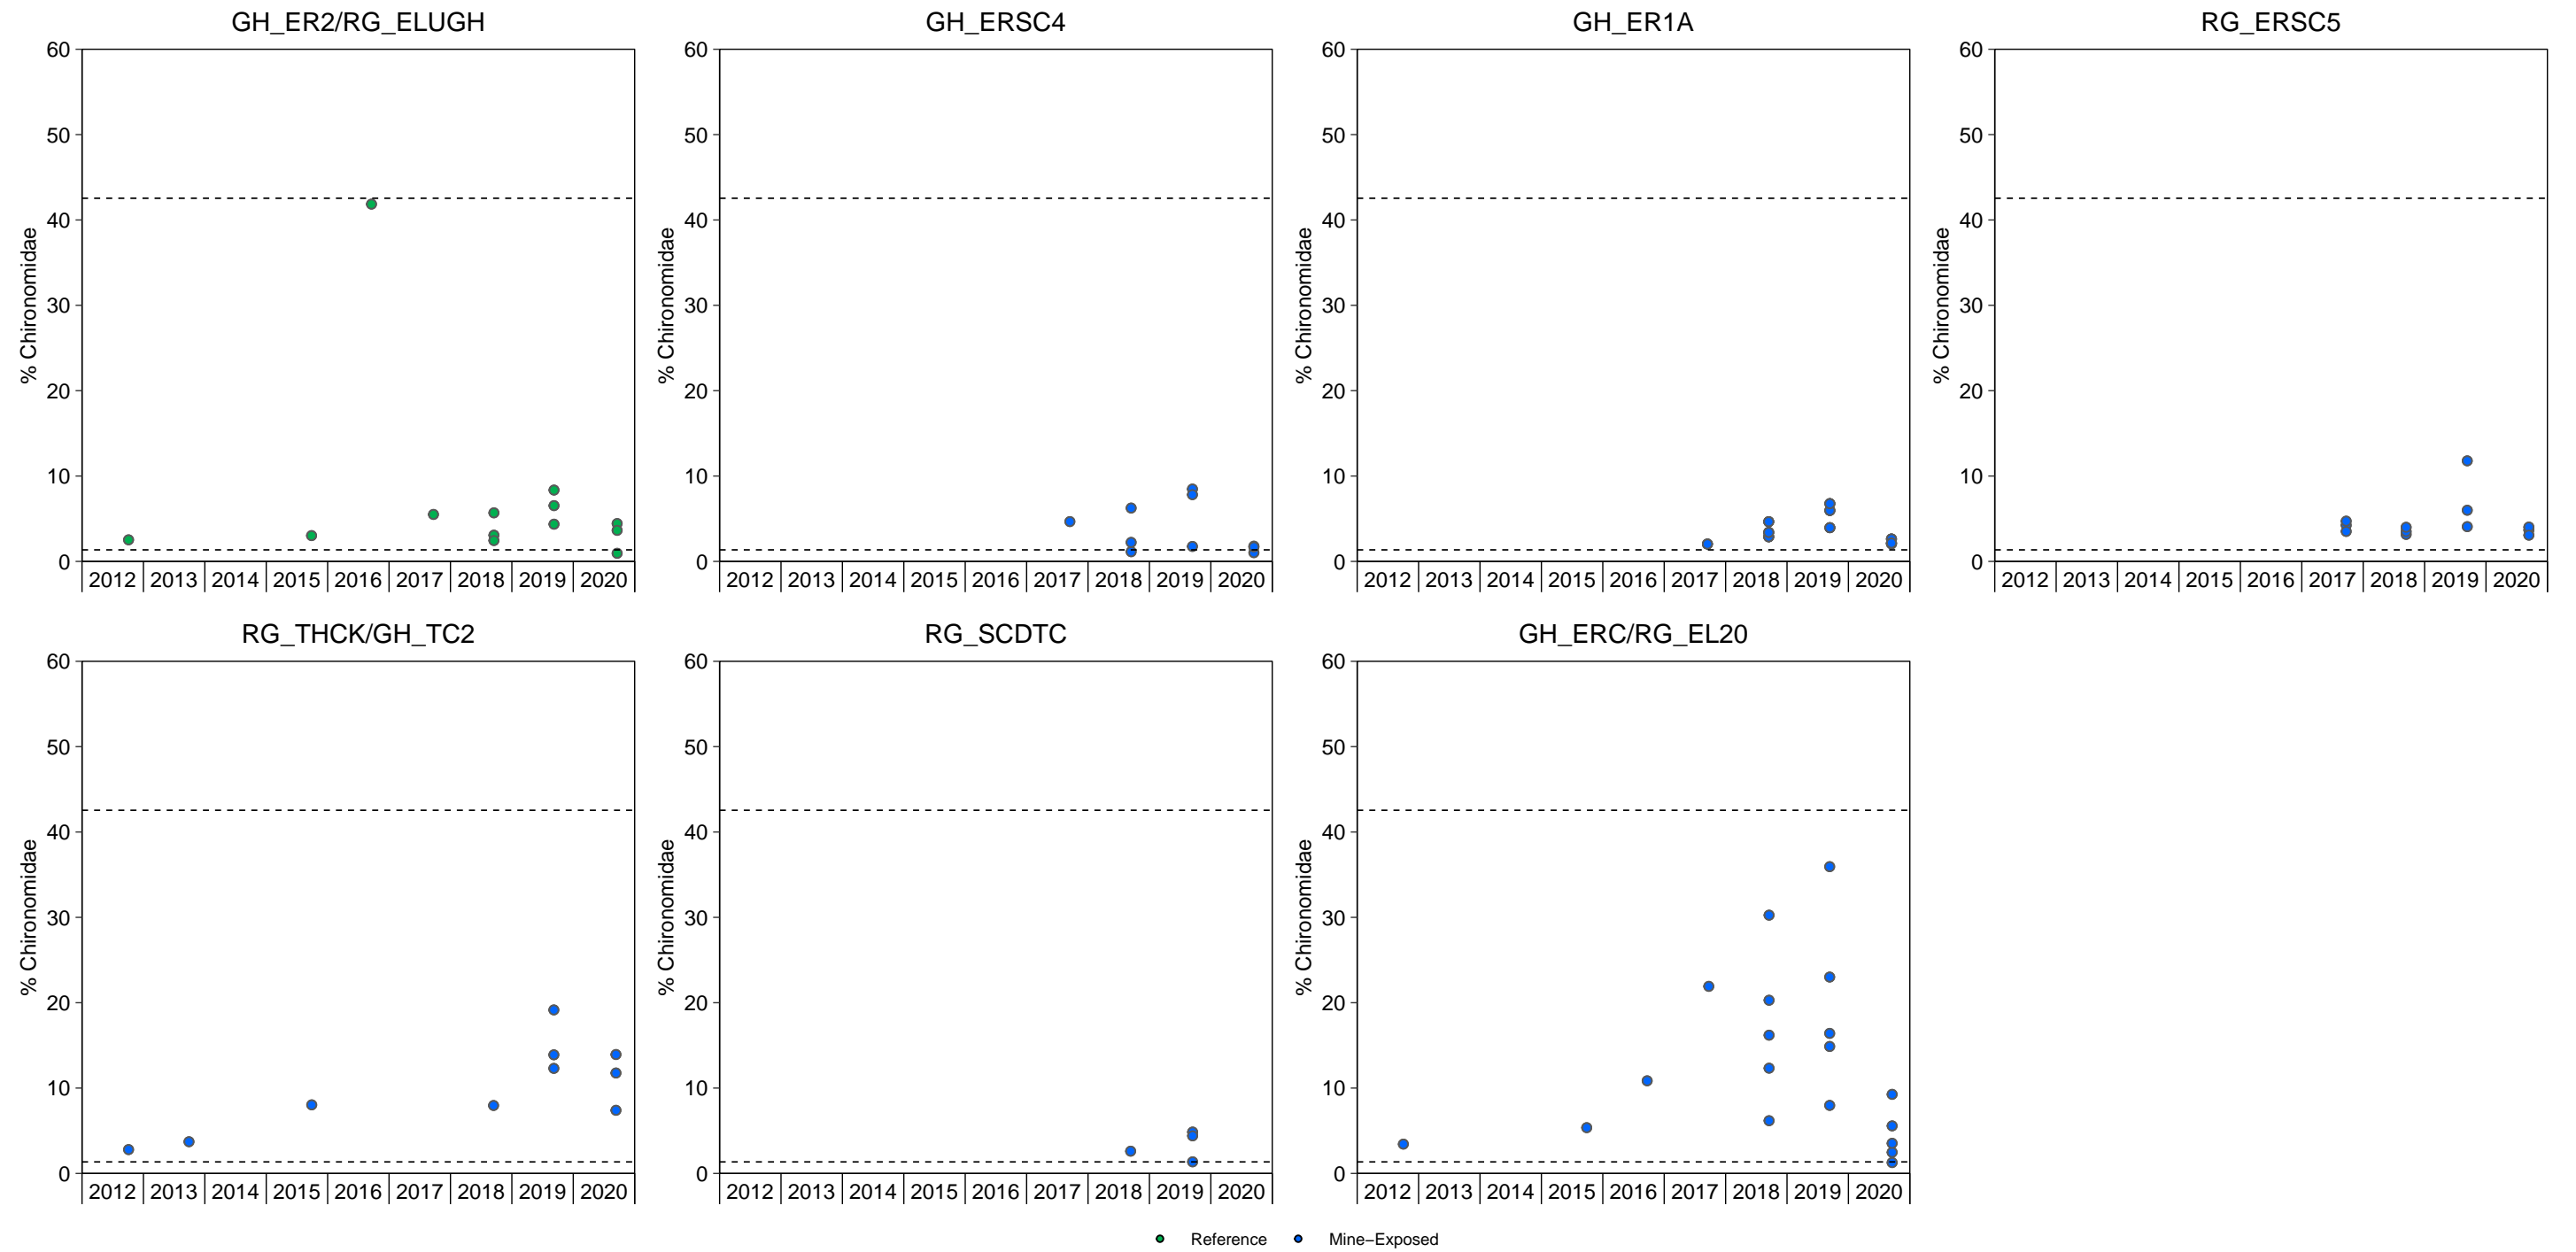 GH_ER2/RG_ELUGH GH_ERSC4 GH_ER1A RG_ERSC5
% Chironomidae
60
50
40
30
20
10
0
2012 2013 2014 2015 2016 2017 2018 2019 2020
% Chironomidae
60
50
40
30
20
10
0
2012 2013 2014 2015 2016 2017 2018 2019 2020
% Chironomidae
60
50
40
30
20
10
0
2012 2013 2014 2015 2016 2017 2018 2019 2020
% Chironomidae
60
50
40
30
20
10
0
2012 2013 2014 2015 2016 2017 2018 2019 2020
RG_THCK/GH_TC2 RG_SCDTC GH_ERC/RG_EL20
% Chironomidae
60
50
40
30
20
10
0
2012 2013 2014 2015 2016 2017 2018 2019 2020
% Chironomidae
60
50
40
30
20
10
0
2012 2013 2014 2015 2016 2017 2018 2019 2020
% Chironomidae
60
50
40
30
20
10
0
2012 2013 2014 2015 2016 2017 2018 2019 2020
Reference Mine−Exposed